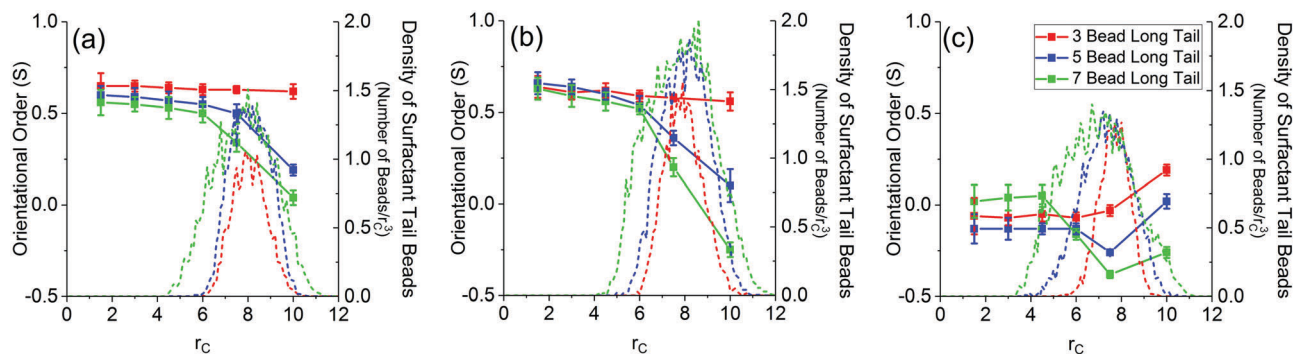 (a)
Orientational Order (S)
1.0
0.5
0.0
-0.5
0 2 4 6 8 10 12
r_C
2.0
1.5
1.0
0.5
0.0
Density of Surfactant Tail Beads
(Number of Beads/r_C^3)
(b)
Orientational Order (S)
1.0
0.5
0.0
-0.5
0 2 4 6 8 10 12
r_C
2.0
1.5
1.0
0.5
0.0
Density of Surfactant Tail Beads
(Number of Beads/r_C^3)
(c)
3 Bead Long Tail
5 Bead Long Tail
7 Bead Long Tail
Orientational Order (S)
1.0
0.5
0.0
-0.5
0 2 4 6 8 10 12
r_C
2.0
1.5
1.0
0.5
0.0
Density of Surfactant Tail Beads
(Number of Beads/r_C^3)